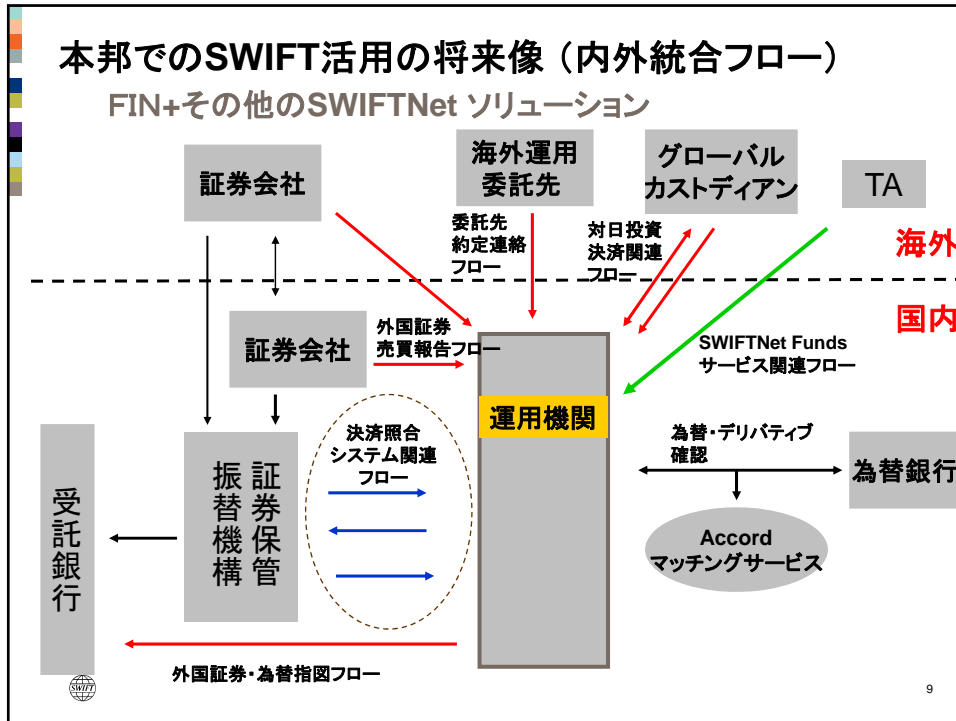 本邦でのSWIFT活用の将来像（内外統合フロー）
FIN+その他のSWIFTNet ソリューション
証券会社
海外運用
委託先
グローバル
カストディアン
TA
委託先
約定連絡
フロー
対日投資
決済関連
フロー
海外
国内
証券会社
外国証券
売買報告フロー
SWIFTNet Funds
サービス関連フロー
運用機関
決済照合
システム関連
フロー
為替・デリバティブ
確認
為替銀行
受託銀行
証券保管
振替機構
Accord
マッチングサービス
外国証券・為替指図フロー
SWIFT
9